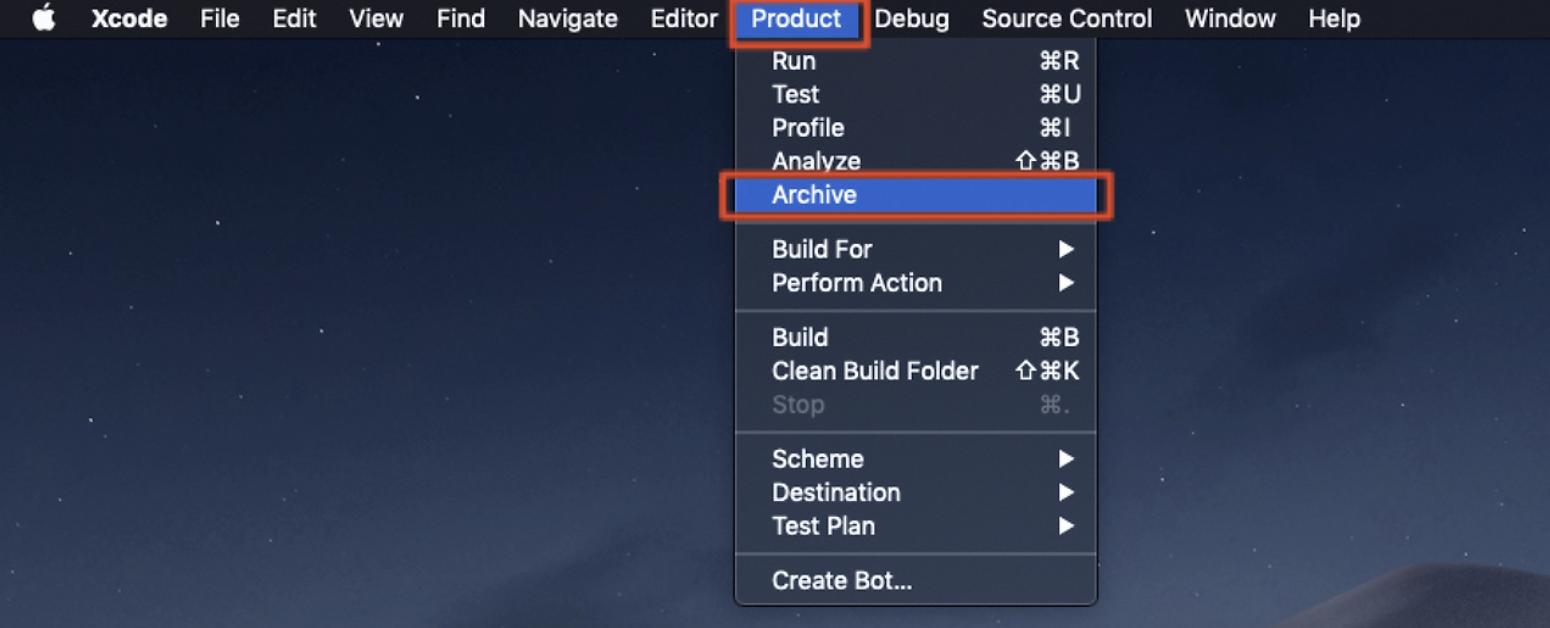 Xcode File Edit View Find Navigate Editor Product Debug Source Control Window Help
Run ⌘R
Test ⌘U
Profile ⌘I
Analyze ⇧⌘B
Archive
Build For
Perform Action
Build ⌘B
Clean Build Folder ⇧⌘K
Stop ⌘.
Scheme
Destination
Test Plan
Create Bot...